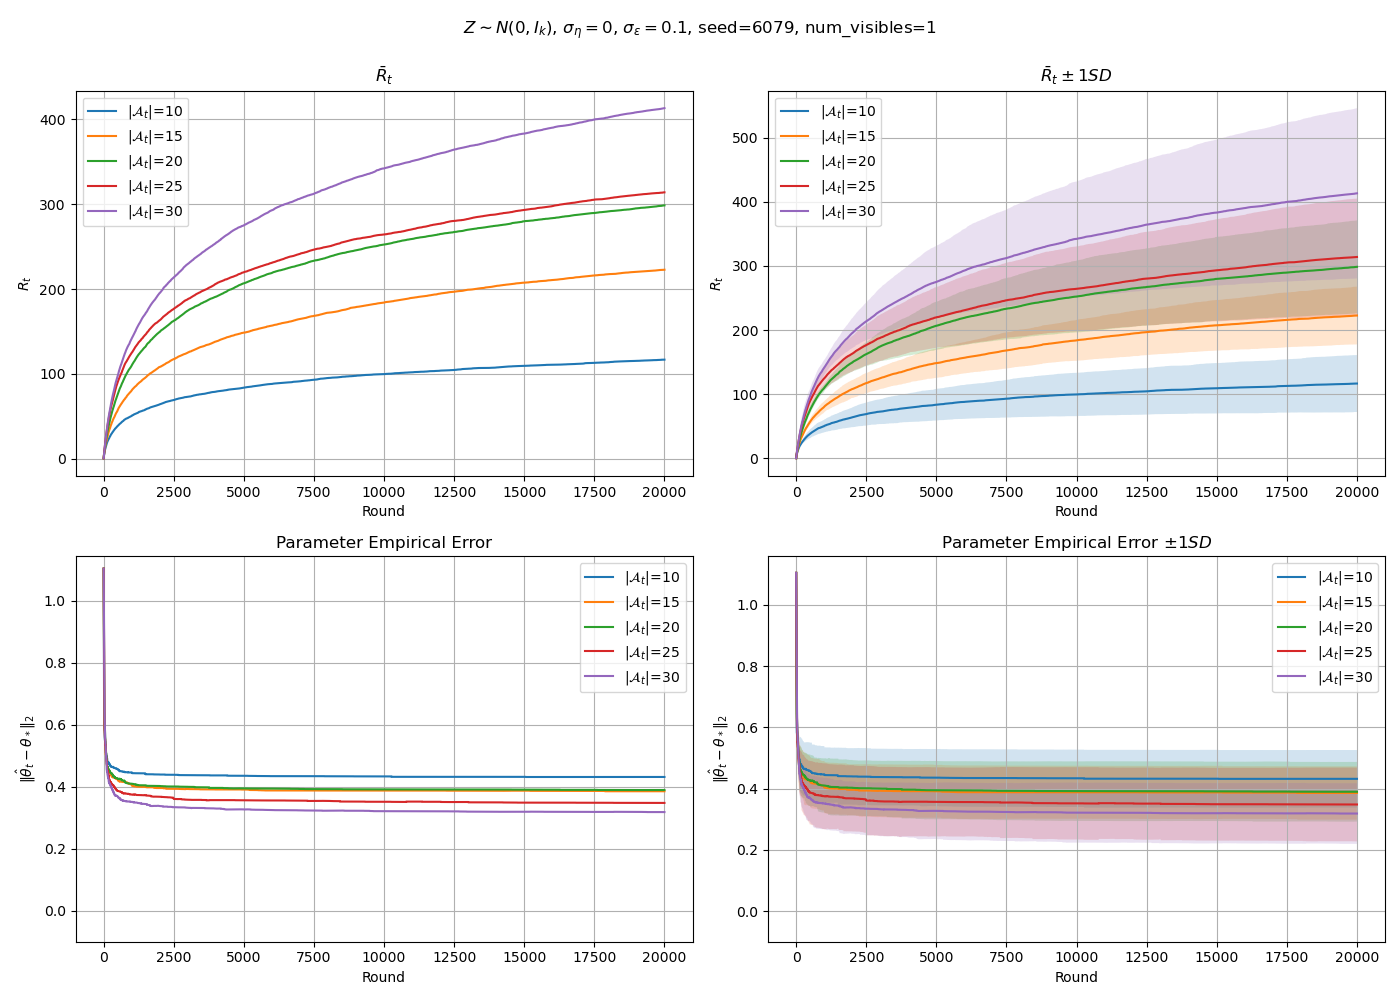 Z ∼ N(0, I_k), σ_η = 0, σ_ε = 0.1, seed=6079, num_visibles=1
R̄_t
R_t
400
300
200
100
0
|𝒜_t|=10
|𝒜_t|=15
|𝒜_t|=20
|𝒜_t|=25
|𝒜_t|=30
0 2500 5000 7500 10000 12500 15000 17500 20000
Round
R̄_t ± 1SD
R_t
500
400
300
200
100
0
|𝒜_t|=10
|𝒜_t|=15
|𝒜_t|=20
|𝒜_t|=25
|𝒜_t|=30
0 2500 5000 7500 10000 12500 15000 17500 20000
Round
Parameter Empirical Error
‖θ̂_t − θ_*‖_2
1.0
0.8
0.6
0.4
0.2
0.0
|𝒜_t|=10
|𝒜_t|=15
|𝒜_t|=20
|𝒜_t|=25
|𝒜_t|=30
0 2500 5000 7500 10000 12500 15000 17500 20000
Round
Parameter Empirical Error ±1SD
‖θ̂_t − θ_*‖_2
1.0
0.8
0.6
0.4
0.2
0.0
|𝒜_t|=10
|𝒜_t|=15
|𝒜_t|=20
|𝒜_t|=25
|𝒜_t|=30
0 2500 5000 7500 10000 12500 15000 17500 20000
Round